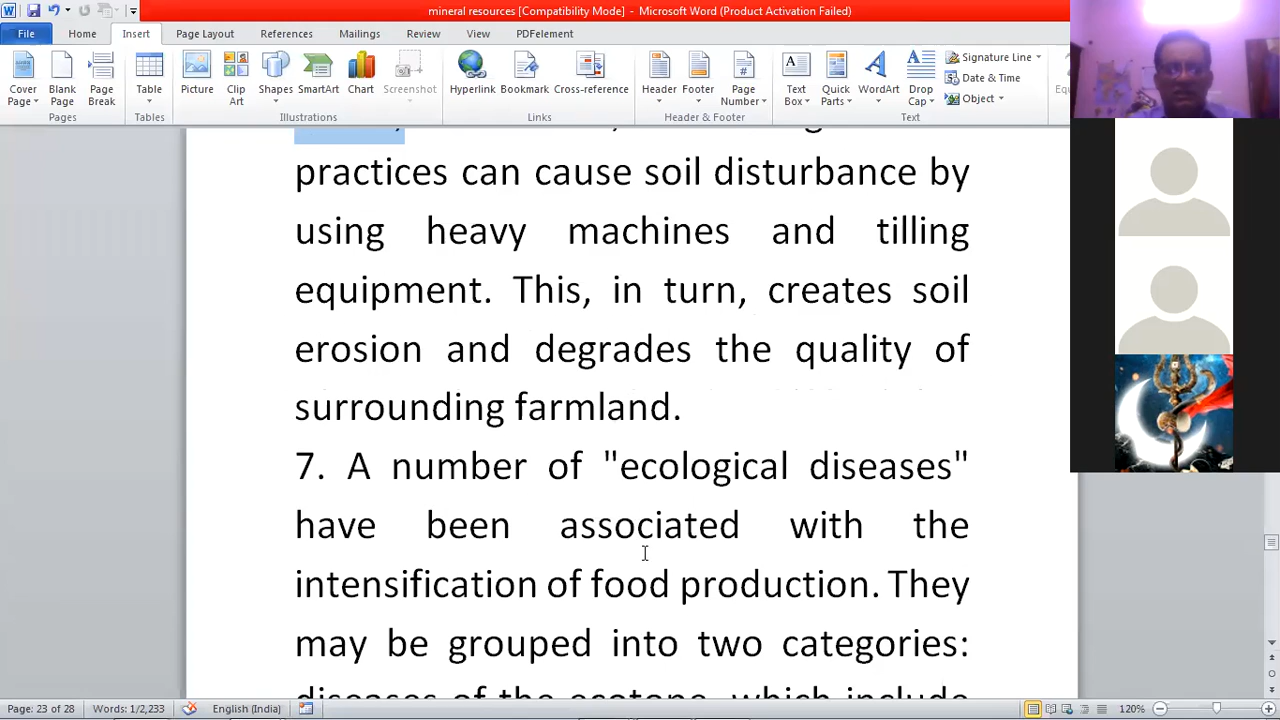 mineral resources [Compatibility Mode] - Microsoft Word (Product Activation Failed)
File Home Insert Page Layout References Mailings Review View PDFelement
Cover Page Blank Page Page Break Table Picture Clip Art Shapes SmartArt Chart Screenshot Hyperlink Bookmark Cross-reference Header Footer Page Number Text Box Quick Parts WordArt Drop Cap Signature Line Date & Time Object
Pages Tables Illustrations Links Header & Footer Text
practices can cause soil disturbance by
using heavy machines and tilling
equipment. This, in turn, creates soil
erosion and degrades the quality of
surrounding farmland.
7. A number of "ecological diseases"
have been associated with the
intensification of food production. They
may be grouped into two categories:
diseases of the ecotone, which include
Page: 23 of 28 Words: 1/2,233 English (India) 120%